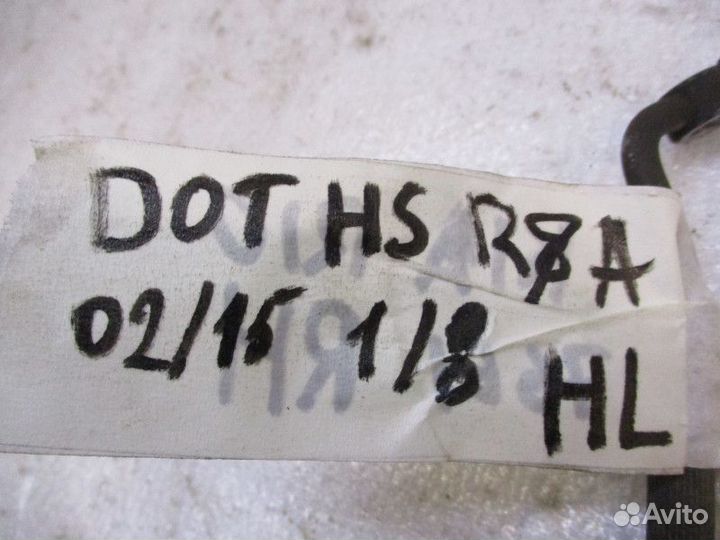 DOT HS R8A
02/15 1/8
HL
Avito